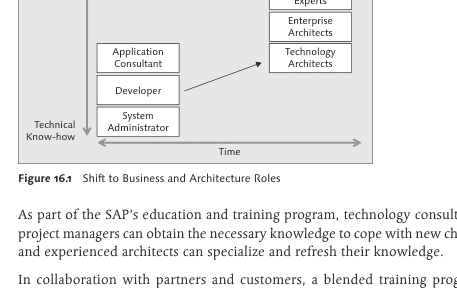 Experts
Enterprise
Architects
Technology
Architects
Application
Consultant
Developer
System
Administrator
Technical
Know-how
Time
Figure 16.1 Shift to Business and Architecture Roles
As part of the SAP's education and training program, technology consult
project managers can obtain the necessary knowledge to cope with new ch
and experienced architects can specialize and refresh their knowledge.
In collaboration with partners and customers, a blended training prog